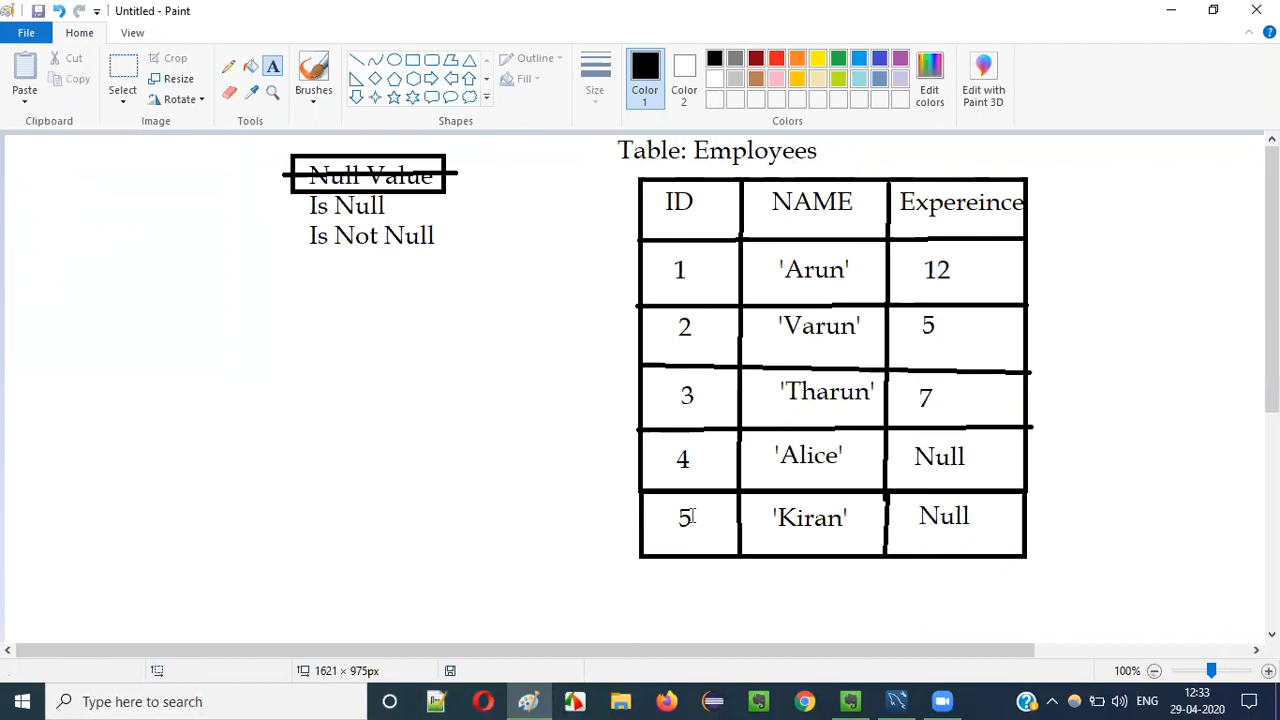 Untitled - Paint
File
Home
View
Paste
Cut
Copy
Clipboard
Select
Crop
Resize
Rotate
Image
A
Tools
Brushes
Shapes
Outline
Fill
Size
Color 1
Color 2
Edit colors
Edit with Paint 3D
Colors
Null Value
Is Null
Is Not Null
Table: Employees
ID NAME Expereince
1 'Arun' 12
2 'Varun' 5
3 'Tharun' 7
4 'Alice' Null
5 'Kiran' Null
1621 × 975px
100%
Type here to search
ENG
12:33
29-04-2020